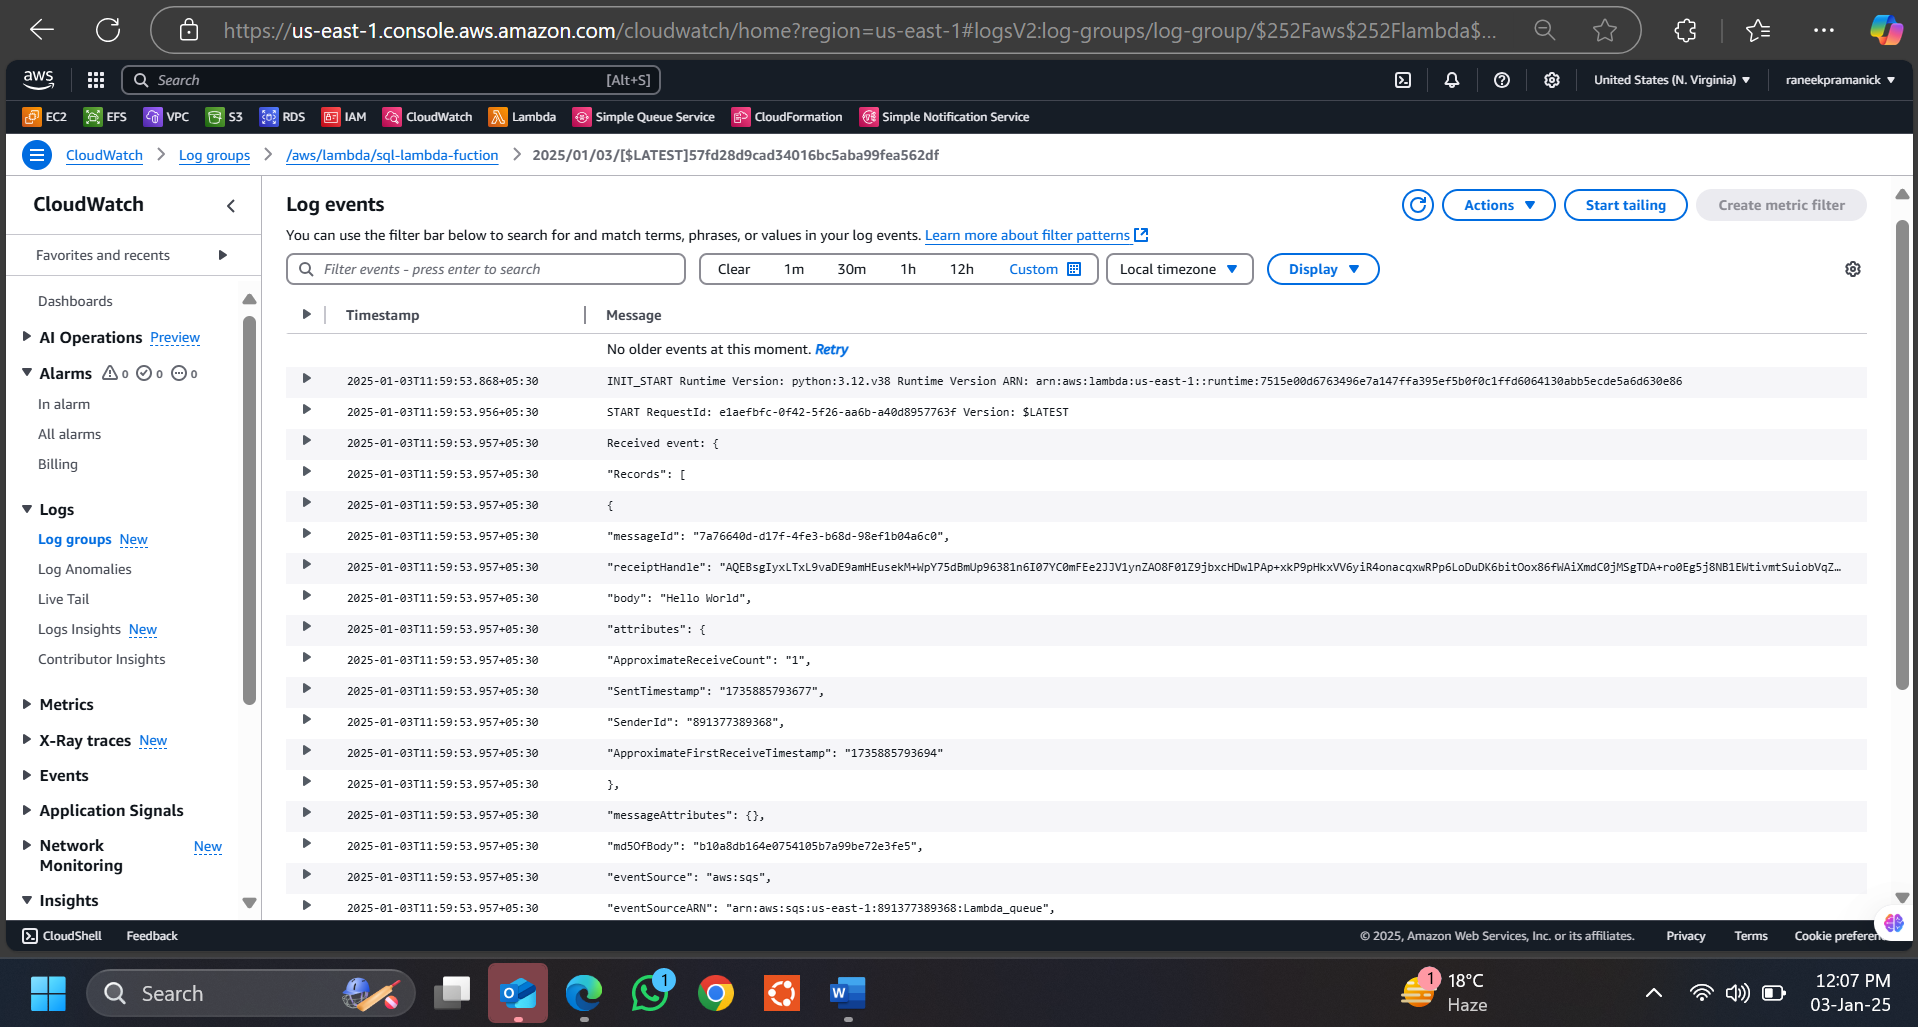 https://us-east-1.console.aws.amazon.com/cloudwatch/home?region=us-east-1#logsV2:log-groups/log-group/$252Faws$252Flambda$...
aws
Search [Alt+S]
United States (N. Virginia)
raneekpramanick
EC2 EFS VPC S3 RDS IAM CloudWatch Lambda Simple Queue Service CloudFormation Simple Notification Service
CloudWatch Log groups /aws/lambda/sql-lambda-fuction 2025/01/03/[$LATEST]57fd28d9cad34016bc5aba99fea562df
CloudWatch
Favorites and recents
Dashboards
AI Operations Preview
Alarms 0 0 0
In alarm
All alarms
Billing
Logs
Log groups New
Log Anomalies
Live Tail
Logs Insights New
Contributor Insights
Metrics
X-Ray traces New
Events
Application Signals
Network Monitoring New
Insights
Log events
Actions
Start tailing
Create metric filter
You can use the filter bar below to search for and match terms, phrases, or values in your log events. Learn more about filter patterns
Filter events - press enter to search
Clear 1m 30m 1h 12h Custom
Local timezone
Display
Timestamp Message
No older events at this moment. Retry
2025-01-03T11:59:53.868+05:30 INIT_START Runtime Version: python:3.12.v38 Runtime Version ARN: arn:aws:lambda:us-east-1::runtime:7515e00d6763496e7a147ffa395ef5b0f0c1ffd6064130abb5ecde5a6d630e86
2025-01-03T11:59:53.956+05:30 START RequestId: e1aefbfc-0f42-5f26-aa6b-a40d8957763f Version: $LATEST
2025-01-03T11:59:53.957+05:30 Received event: {
2025-01-03T11:59:53.957+05:30 "Records": [
2025-01-03T11:59:53.957+05:30 {
2025-01-03T11:59:53.957+05:30 "messageId": "7a76640d-d17f-4fe3-b68d-98ef1b04a6c0",
2025-01-03T11:59:53.957+05:30 "receiptHandle": "AQEBsgIyxLTxL9vaDE9amHEusekM+WpY75dBmUp96381n6I07YC0mFEe2JJV1ynZAO8F01Z9jbxcHDwlPAp+xkP9pHkxVV6yiR4onacqxwRPp6LoDuDK6bitOox86fWAiXmdC0jMSgTDA+ro0Eg5j8NB1EWtivmtSuiobVqZ…
2025-01-03T11:59:53.957+05:30 "body": "Hello World",
2025-01-03T11:59:53.957+05:30 "attributes": {
2025-01-03T11:59:53.957+05:30 "ApproximateReceiveCount": "1",
2025-01-03T11:59:53.957+05:30 "SentTimestamp": "1735885793677",
2025-01-03T11:59:53.957+05:30 "SenderId": "891377389368",
2025-01-03T11:59:53.957+05:30 "ApproximateFirstReceiveTimestamp": "1735885793694"
2025-01-03T11:59:53.957+05:30 },
2025-01-03T11:59:53.957+05:30 "messageAttributes": {},
2025-01-03T11:59:53.957+05:30 "md5OfBody": "b10a8db164e0754105b7a99be72e3fe5",
2025-01-03T11:59:53.957+05:30 "eventSource": "aws:sqs",
2025-01-03T11:59:53.957+05:30 "eventSourceARN": "arn:aws:sqs:us-east-1:891377389368:Lambda_queue",
CloudShell Feedback
© 2025, Amazon Web Services, Inc. or its affiliates. Privacy Terms Cookie preferen
Search
1
1
18°C
Haze
12:07 PM
03-Jan-25